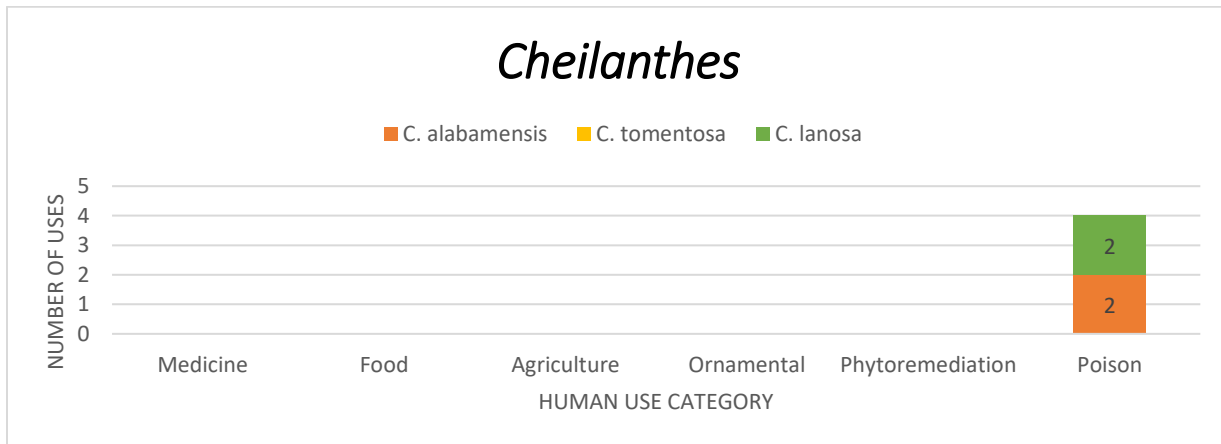 Cheilanthes
C. alabamensis C. tomentosa C. lanosa
NUMBER OF USES
5
4
3
2
1
0
2
2
Medicine Food Agriculture Ornamental Phytoremediation Poison
HUMAN USE CATEGORY